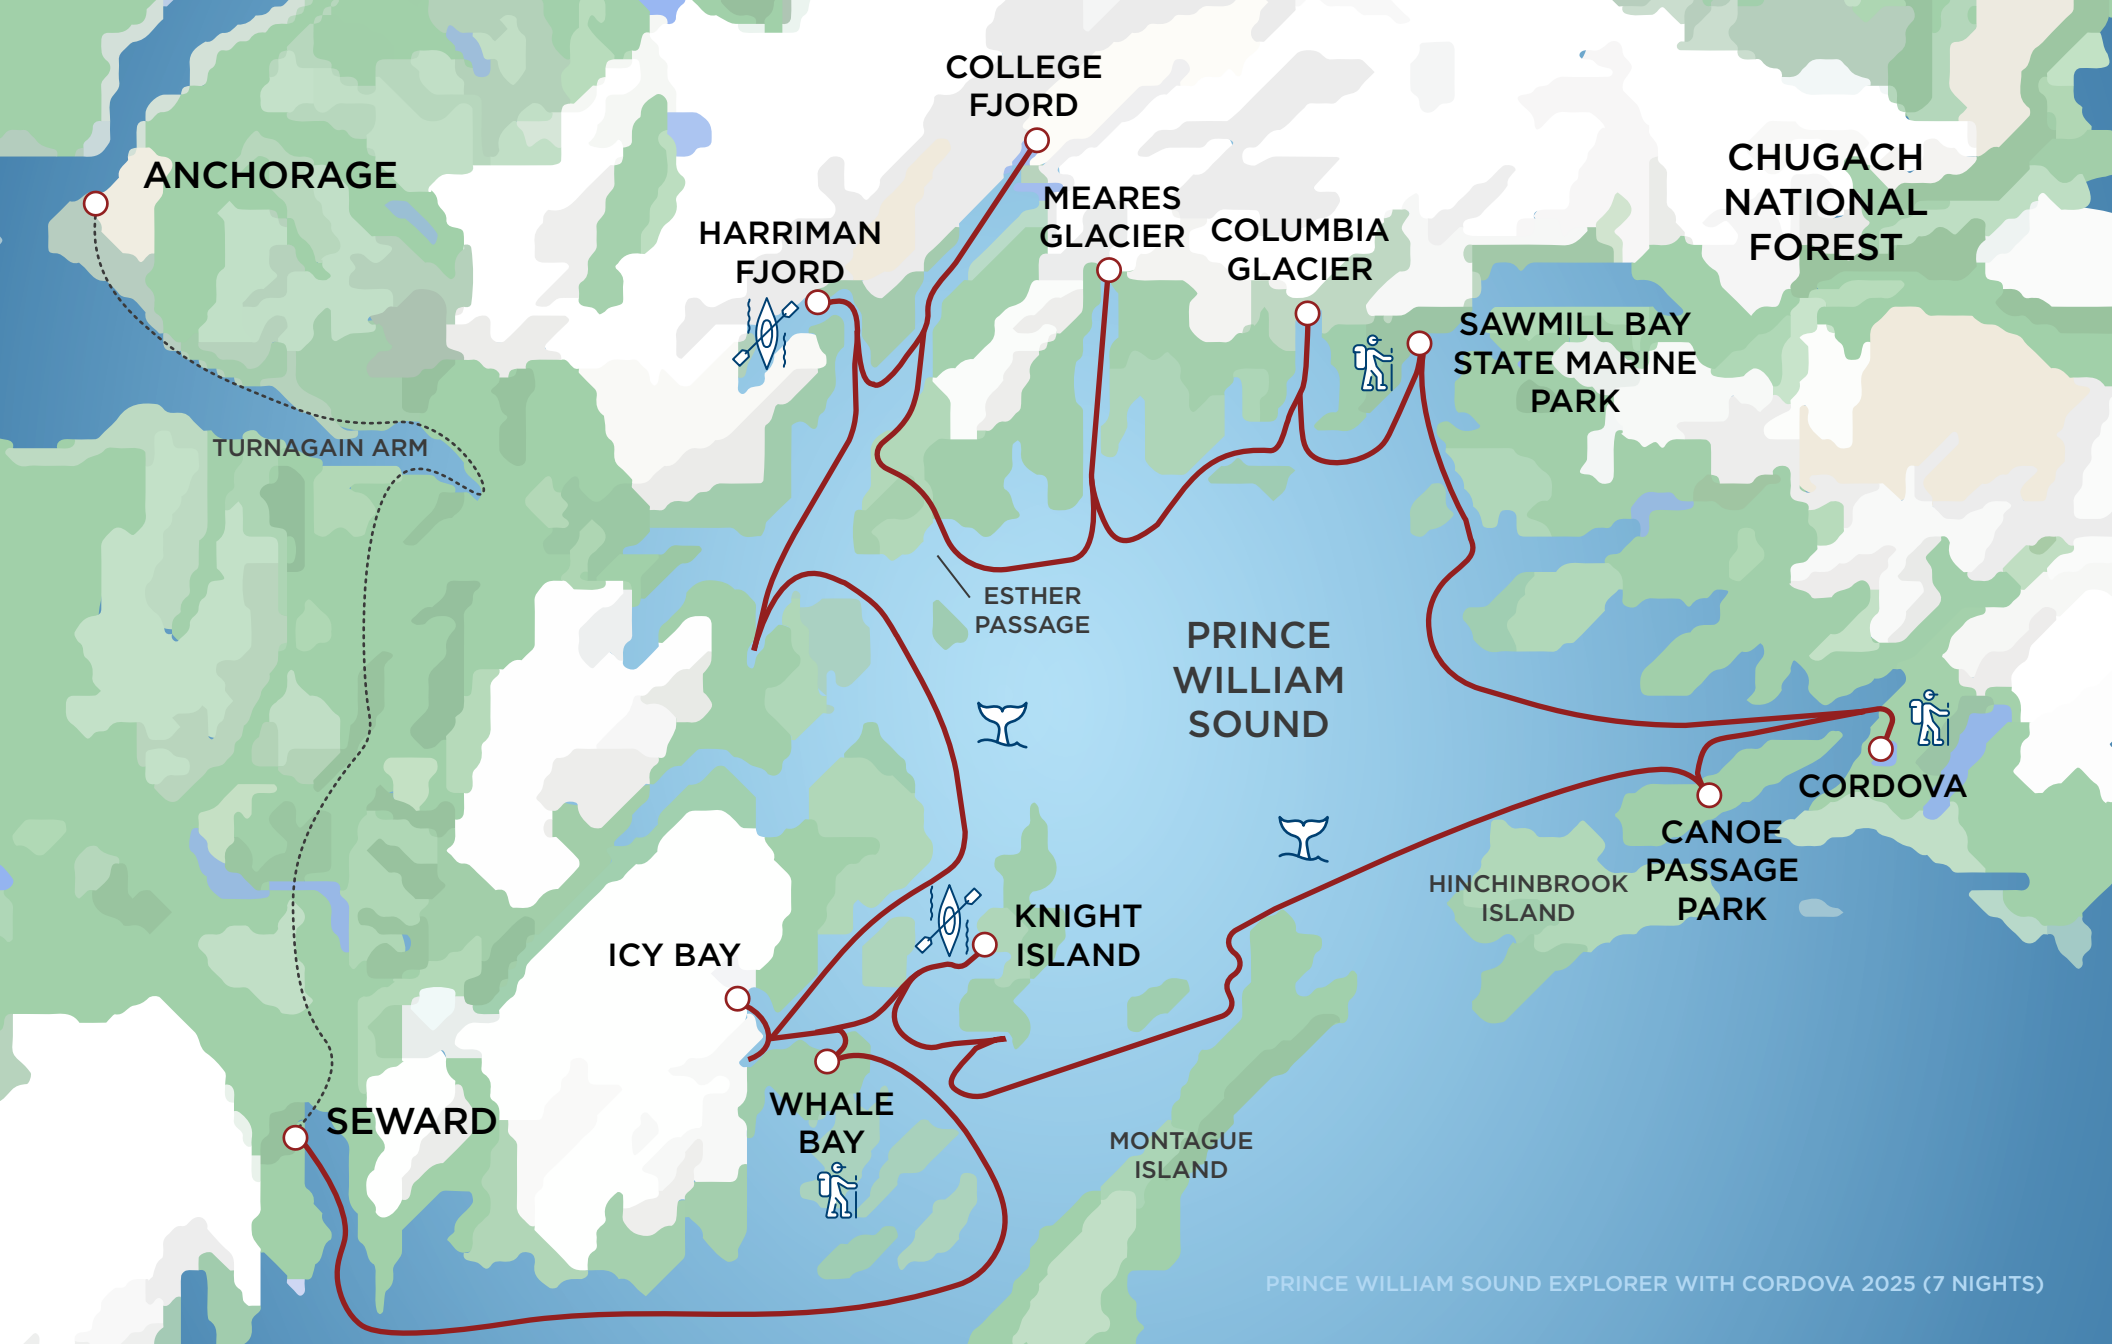 COLLEGE
FJORD
ANCHORAGE
CHUGACH
NATIONAL
FOREST
MEARES
GLACIER
HARRIMAN
FJORD
COLUMBIA
GLACIER
SAWMILL BAY
STATE MARINE
PARK
TURNAGAIN ARM
ESTHER
PASSAGE
PRINCE
WILLIAM
SOUND
CORDOVA
CANOE
PASSAGE
PARK
HINCHINBROOK
ISLAND
KNIGHT
ISLAND
ICY BAY
WHALE
BAY
SEWARD
MONTAGUE
ISLAND
PRINCE WILLIAM SOUND EXPLORER WITH CORDOVA 2025 (7 NIGHTS)